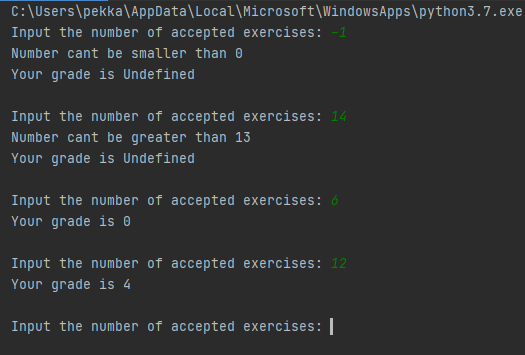 C:\Users\pekka\AppData\Local\Microsoft\WindowsApps\python3.7.exe
Input the number of accepted exercises: -1
Number cant be smaller than 0
Your grade is Undefined
Input the number of accepted exercises: 14
Number cant be greater than 13
Your grade is Undefined
Input the number of accepted exercises: 6
Your grade is 0
Input the number of accepted exercises: 12
Your grade is 4
Input the number of accepted exercises: